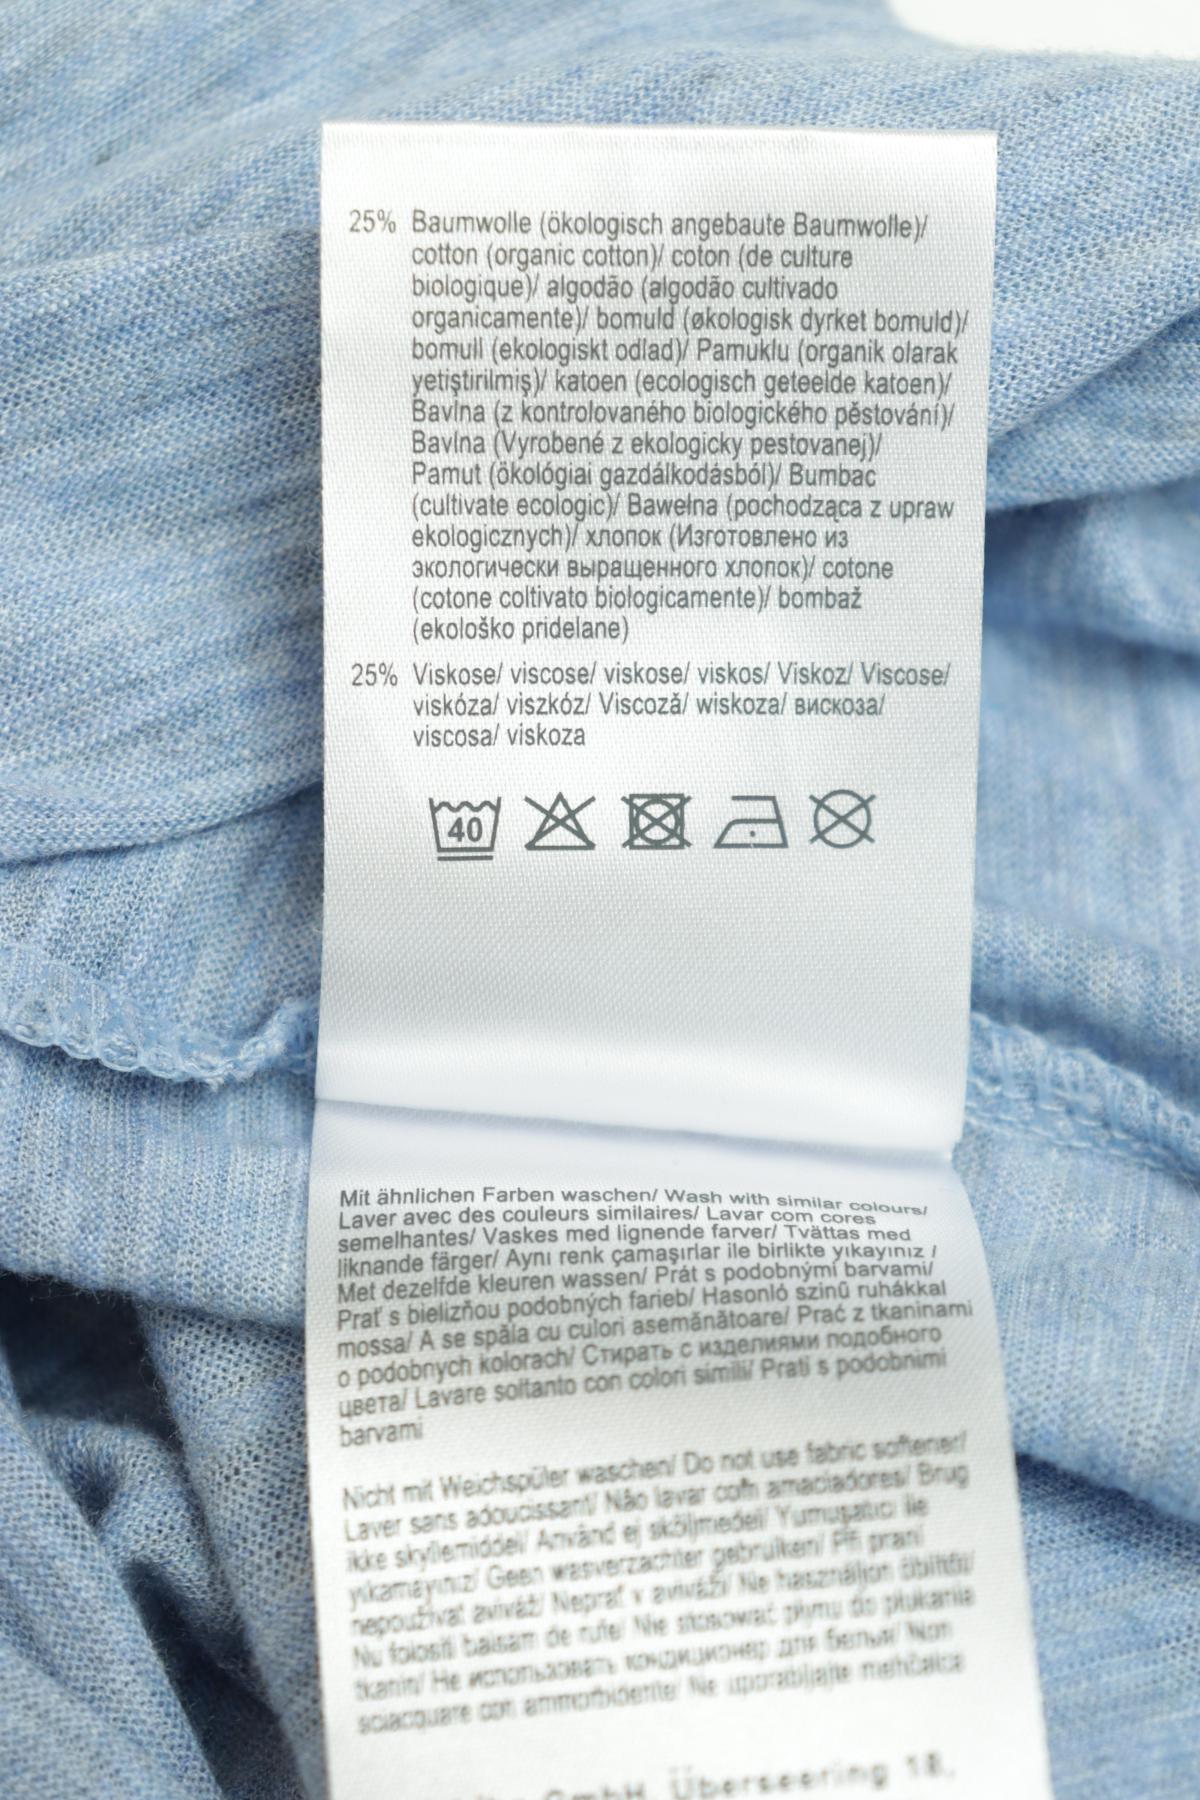 25% Baumwolle (ökologisch angebaute Baumwolle)/
cotton (organic cotton)/ coton (de culture
biologique)/ algodão (algodão cultivado
organicamente)/ bomuld (økologisk dyrket bomuld)/
bomull (ekologiskt odlad)/ Pamuklu (organik olarak
yetiştirilmiş)/ katoen (ecologisch geteelde katoen)/
Bavlna (z kontrolovaného biologického pěstování)/
Bavlna (Vyrobené z ekologicky pestovanej)/
Pamut (ökológiai gazdálkodásból)/ Bumbac
(cultivate ecologic)/ Bawełna (pochodząca z upraw
ekologicznych)/ хлопок (Изготовлено из
экологически выращенного хлопок)/ cotone
(cotone coltivato biologicamente)/ bombaž
(ekološko pridelane)
25% Viskose/ viscose/ viskose/ viskos/ Viskoz/ Viscose/
viskóza/ viszkóz/ Viscoză/ wiskoza/ вискоза/
viscosa/ viskoza
40
Mit ähnlichen Farben waschen/ Wash with similar colours/
Laver avec des couleurs similaires/ Lavar com cores
semelhantes/ Vaskes med lignende farver/ Tvättas med
liknande färger/ Aynı renk çamaşırlar ile birlikte yıkayınız /
Met dezelfde kleuren wassen/ Prát s podobnými barvami/
Prať s bielizňou podobných farieb/ Hasonló szinű ruhákkal
mossa/ A se spăla cu culori asemănătoare/ Prać z tkaninami
o podobnych kolorach/ Стирать с изделиями подобного
цвета/ Lavare soltanto con colori simili/ Prati s podobnimi
barvami
Nicht mit Weichspüler waschen/ Do not use fabric softener/
Laver sans adoucissant/ Não lavar com amaciadores/ Brug
ikke skyllemiddel/ Använd ej sköljmedel/ Yumuşatıcı ile
yıkamayınız/ Geen wasverzachter gebruiken/ Při praní
nepoužívat aviváž/ Neprať v aviváži/ Ne használjon öblítőt/
Nu folosiți balsam de rufe/ Nie stosować płynu do płukania
tkanin/ Не использовать кондиционер для белья/ Non
sciacquare con ammorbidente/ Ne uporabljajte mehčalca
GmbH, Überseering 18,